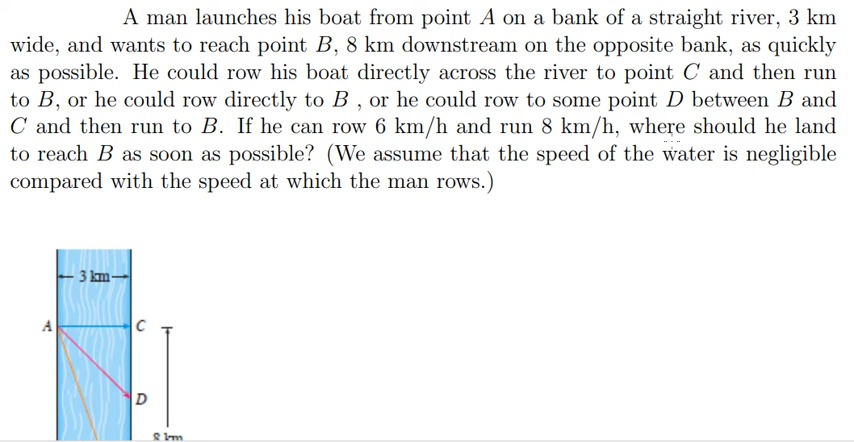 A man launches his boat from point A on a bank of a straight river, 3 km
wide, and wants to reach point B, 8 km downstream on the opposite bank, as quickly
as possible. He could row his boat directly across the river to point C and then run
to B, or he could row directly to B , or he could row to some point D between B and
C and then run to B. If he can row 6 km/h and run 8 km/h, where should he land
to reach B as soon as possible? (We assume that the speed of the water is negligible
compared with the speed at which the man rows.)
3 km
A
C
D
8 km